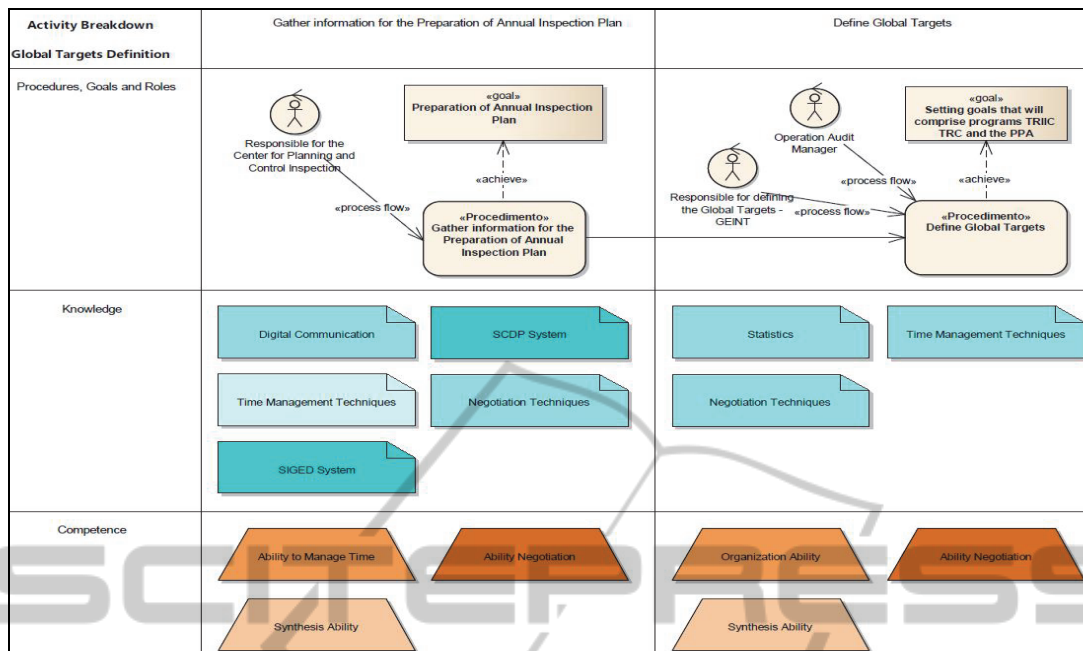 Activity Breakdown
Global Targets Definition
Gather information for the Preparation of Annual Inspection Plan
Define Global Targets
Procedures, Goals and Roles
Responsible for the
Center for Planning and
Control Inspection
«goal»
Preparation of Annual Inspection
Plan
«achieve»
«process flow»
«Procedimento»
Gather information for the
Preparation of Annual
Inspection Plan
Operation Audit
Manager
Responsible for defining
the Global Targets -
GEINT
«goal»
Setting goals that will
comprise programs TRIIC
TRC and the PPA
«process flow»
«achieve»
«process flow»
«Procedimento»
Define Global Targets
Knowledge
Digital Communication
SCDP System
Statistics
Time Management Techniques
Time Management Techniques
Negotiation Techniques
Negotiation Techniques
SIGED System
Competence
Ability to Manage Time
Ability Negotiation
Organization Ability
Ability Negotiation
Synthesis Ability
Synthesis Ability
SCITEPRESS